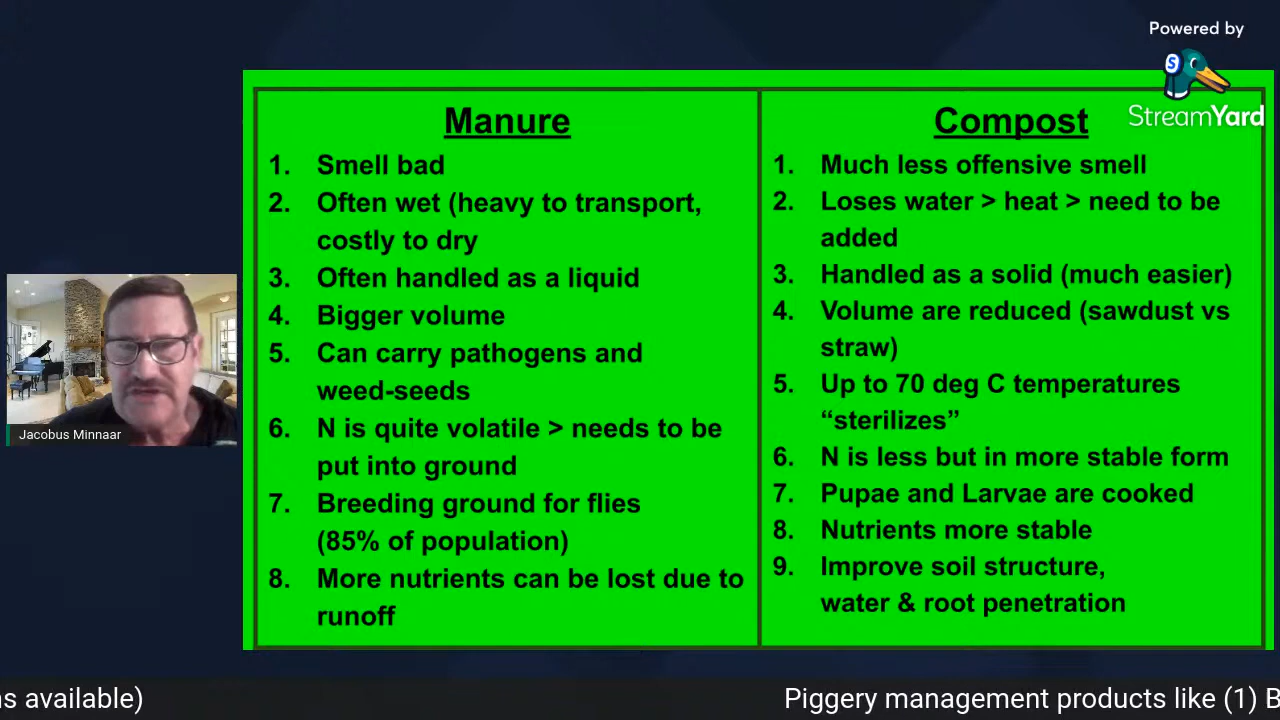 Powered by
S
StreamYard
Manure
1. Smell bad
2. Often wet (heavy to transport,
costly to dry
3. Often handled as a liquid
4. Bigger volume
5. Can carry pathogens and
weed-seeds
6. N is quite volatile > needs to be
put into ground
7. Breeding ground for flies
(85% of population)
8. More nutrients can be lost due to
runoff
Compost
1. Much less offensive smell
2. Loses water > heat > need to be
added
3. Handled as a solid (much easier)
4. Volume are reduced (sawdust vs
straw)
5. Up to 70 deg C temperatures
“sterilizes”
6. N is less but in more stable form
7. Pupae and Larvae are cooked
8. Nutrients more stable
9. Improve soil structure,
water & root penetration
Jacobus Minnaar
s available)
Piggery management products like (1) B